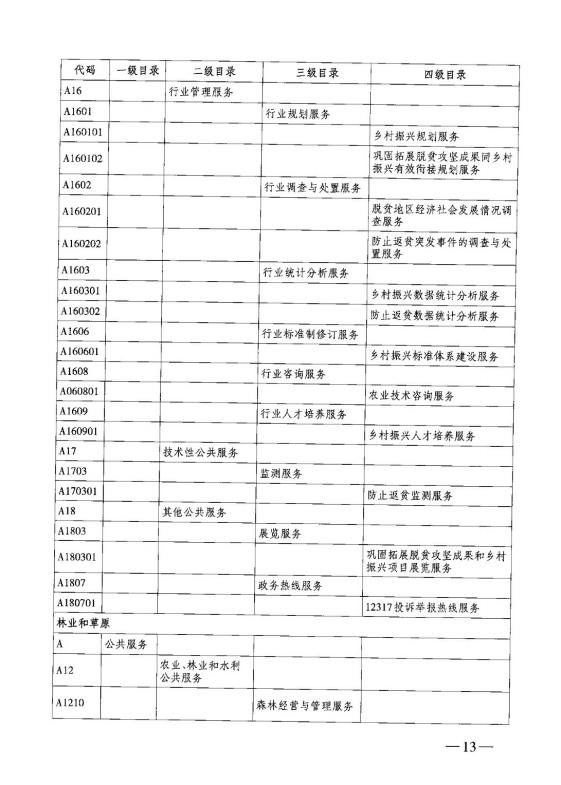 代码 一级目录 二级目录 三级目录 四级目录
A16 行业管理服务
A1601 行业规划服务
A160101 乡村振兴规划服务
A160102 巩固拓展脱贫攻坚成果同乡村
振兴有效衔接规划服务
A1602 行业调查与处置服务
A160201 脱贫地区经济社会发展情况调
查服务
A160202 防止返贫突发事件的调查与处
置服务
A1603 行业统计分析服务
A160301 乡村振兴数据统计分析服务
A160302 防止返贫数据统计分析服务
A1606 行业标准制修订服务
A160601 乡村振兴标准体系建设服务
A1608 行业咨询服务
A060801 农业技术咨询服务
A1609 行业人才培养服务
A160901 乡村振兴人才培养服务
A17 技术性公共服务
A1703 监测服务
A170301 防止返贫监测服务
A18 其他公共服务
A1803 展览服务
A180301 巩固拓展脱贫攻坚成果和乡村
振兴项目展览服务
A1807 政务热线服务
A180701 12317投诉举报热线服务
林业和草原
A 公共服务
A12 农业、林业和水利
公共服务
A1210 森林经营与管理服务
—13—